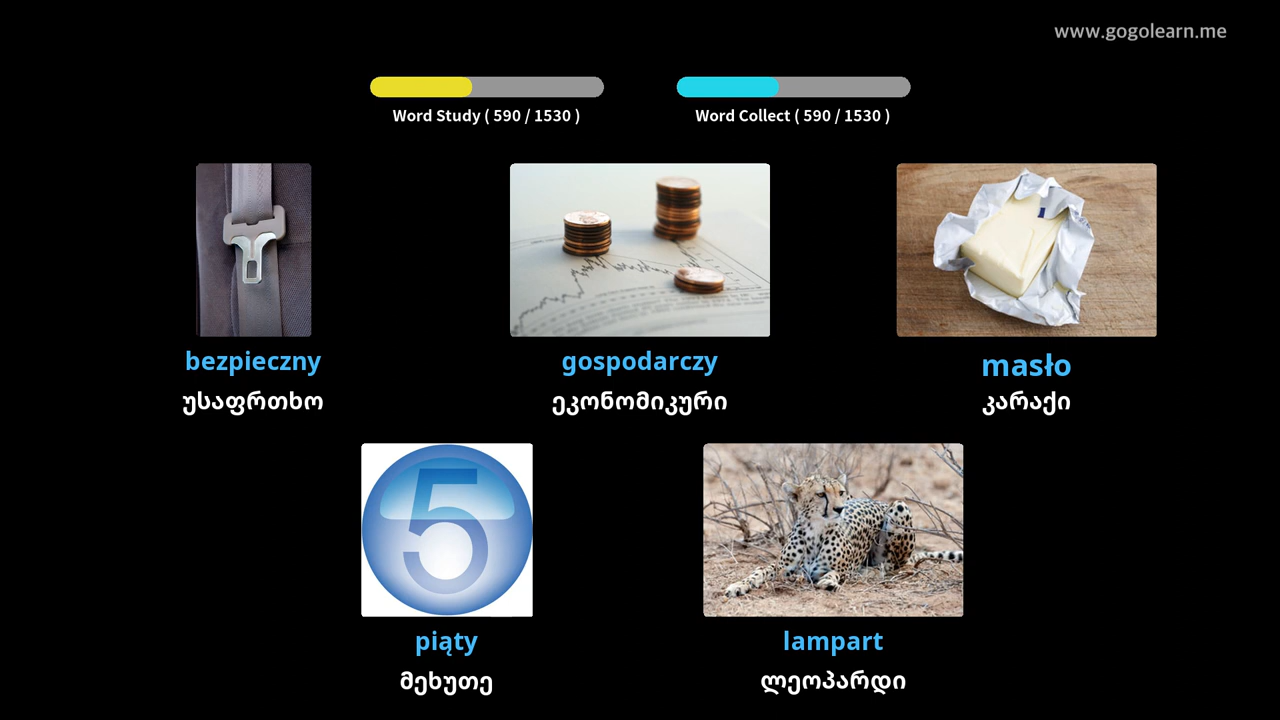 www.gogolearn.me
Word Study ( 590 / 1530 )
Word Collect ( 590 / 1530 )
bezpieczny
უსაფრთხო
gospodarczy
ეკონომიკური
masło
კარაქი
5
piąty
მეხუთე
lampart
ლეოპარდი